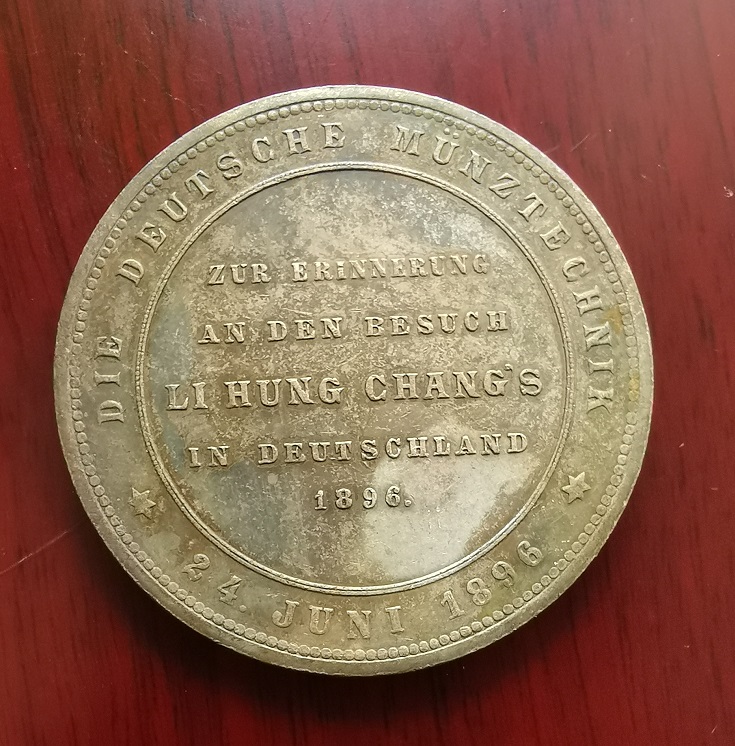 DIE DEUTSCHE MÜNZTECHNIK
ZUR ERINNERUNG
AN DEN BESUCH
LI HUNG CHANG'S
IN DEUTSCHLAND
1896.
24. JUNI 1896